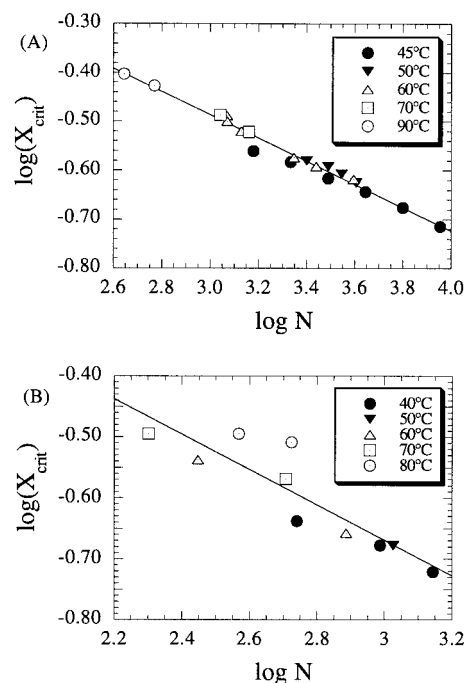 (A)
-0.30
-0.40
-0.50
-0.60
-0.70
-0.80
log(X_crit)
45°C
50°C
60°C
70°C
90°C
2.6 2.8 3.0 3.2 3.4 3.6 3.8 4.0
log N
(B)
-0.40
-0.50
-0.60
-0.70
-0.80
log(X_crit)
40°C
50°C
60°C
70°C
80°C
2.2 2.4 2.6 2.8 3 3.2
log N